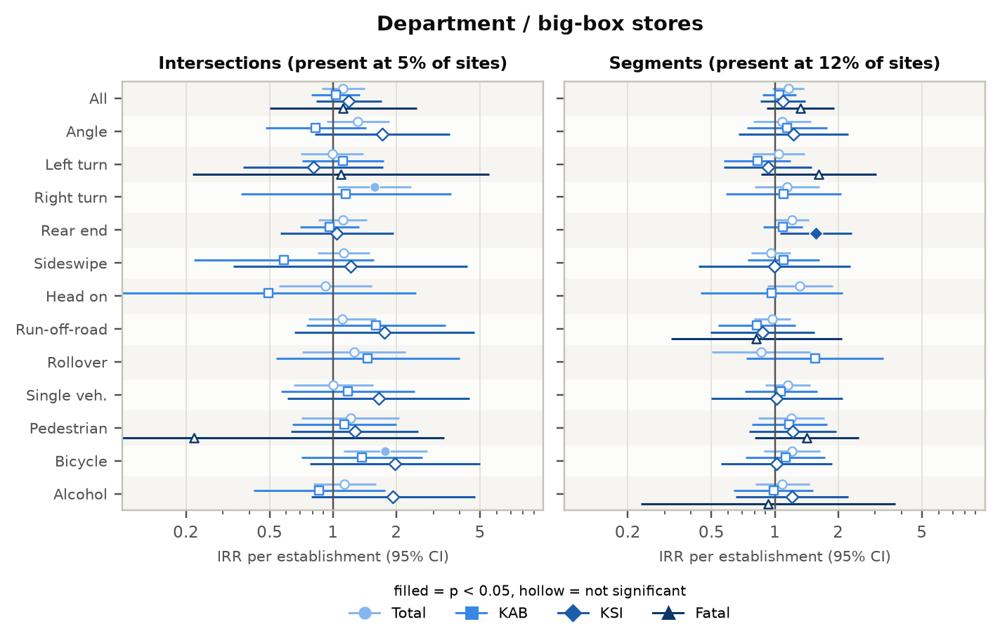 Department / big-box stores
Intersections (present at 5% of sites)
Segments (present at 12% of sites)
All
Angle
Left turn
Right turn
Rear end
Sideswipe
Head on
Run-off-road
Rollover
Single veh.
Pedestrian
Bicycle
Alcohol
0.2 0.5 1 2 5
0.2 0.5 1 2 5
IRR per establishment (95% CI)
IRR per establishment (95% CI)
filled = p < 0.05, hollow = not significant
Total KAB KSI Fatal